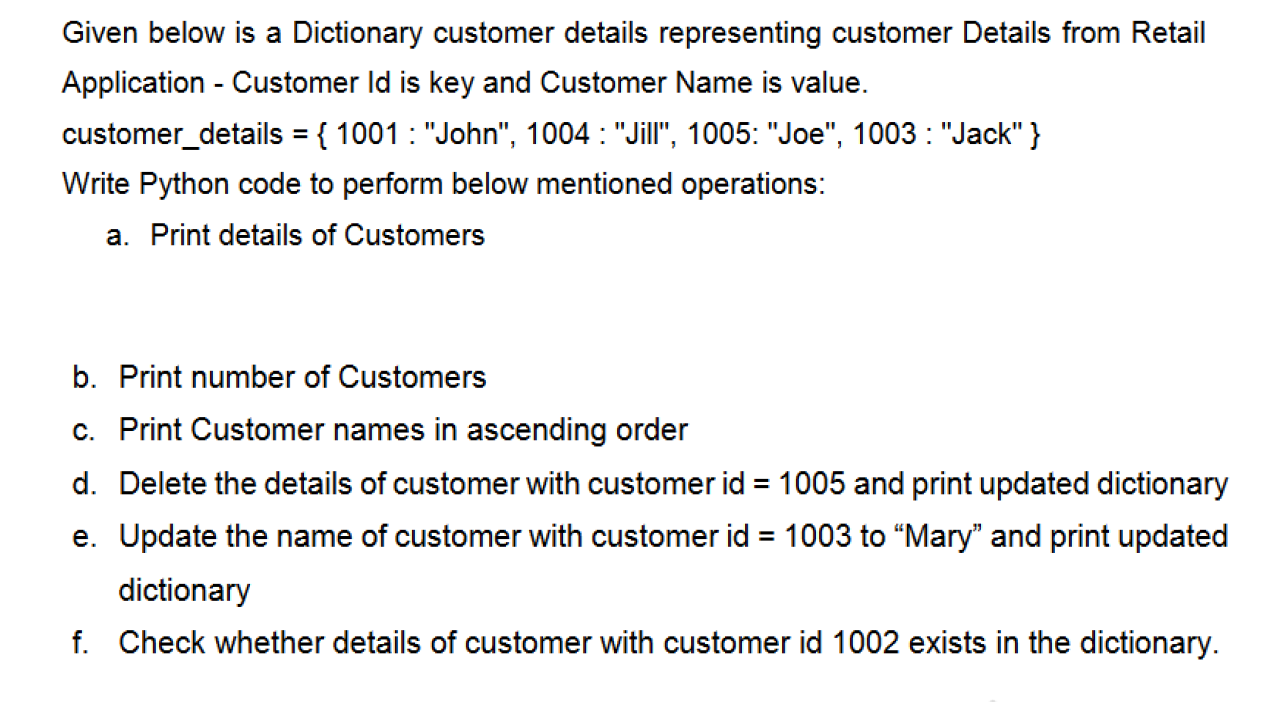 Given below is a Dictionary customer details representing customer Details from Retail
Application - Customer Id is key and Customer Name is value.
customer_details = { 1001 : "John", 1004 : "Jill", 1005: "Joe", 1003 : "Jack" }
Write Python code to perform below mentioned operations:
a. Print details of Customers
b. Print number of Customers
c. Print Customer names in ascending order
d. Delete the details of customer with customer id = 1005 and print updated dictionary
e. Update the name of customer with customer id = 1003 to “Mary” and print updated
dictionary
f. Check whether details of customer with customer id 1002 exists in the dictionary.